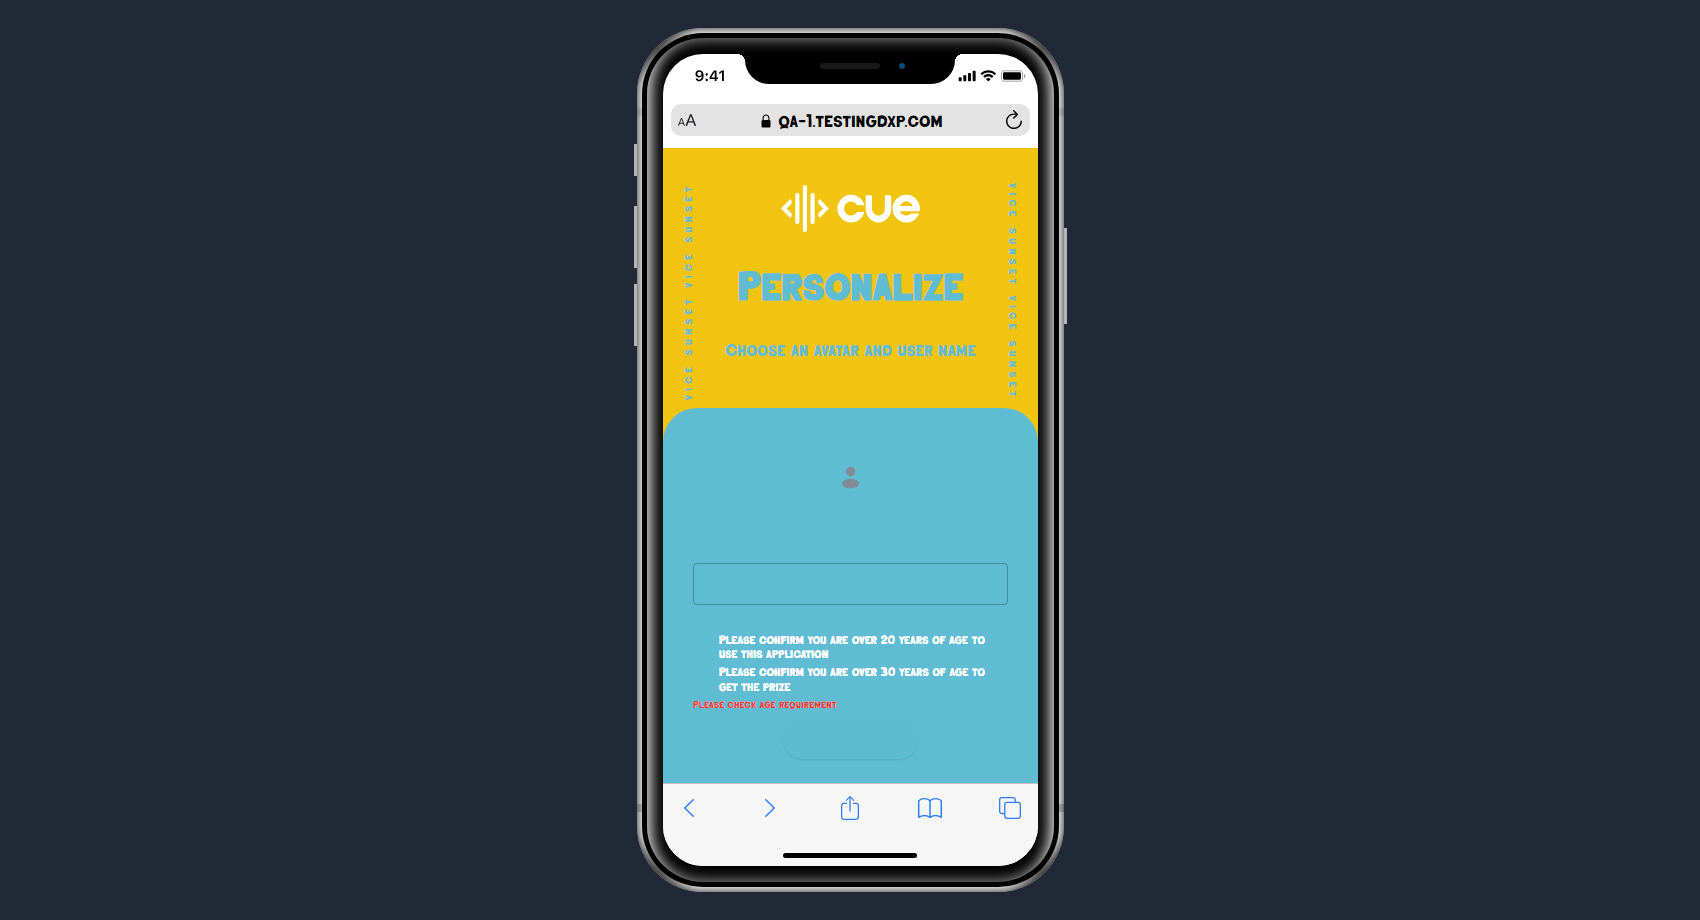 9:41
AA
QA-1.TESTINGDXP.COM
VICE SUNSET VICE SUNSET
cue
VICE SUNSET VICE SUNSET
Personalize
Choose an avatar and user name
Please confirm you are over 20 years of age to
use this application
Please confirm you are over 30 years of age to
get the prize
Please check age requirement